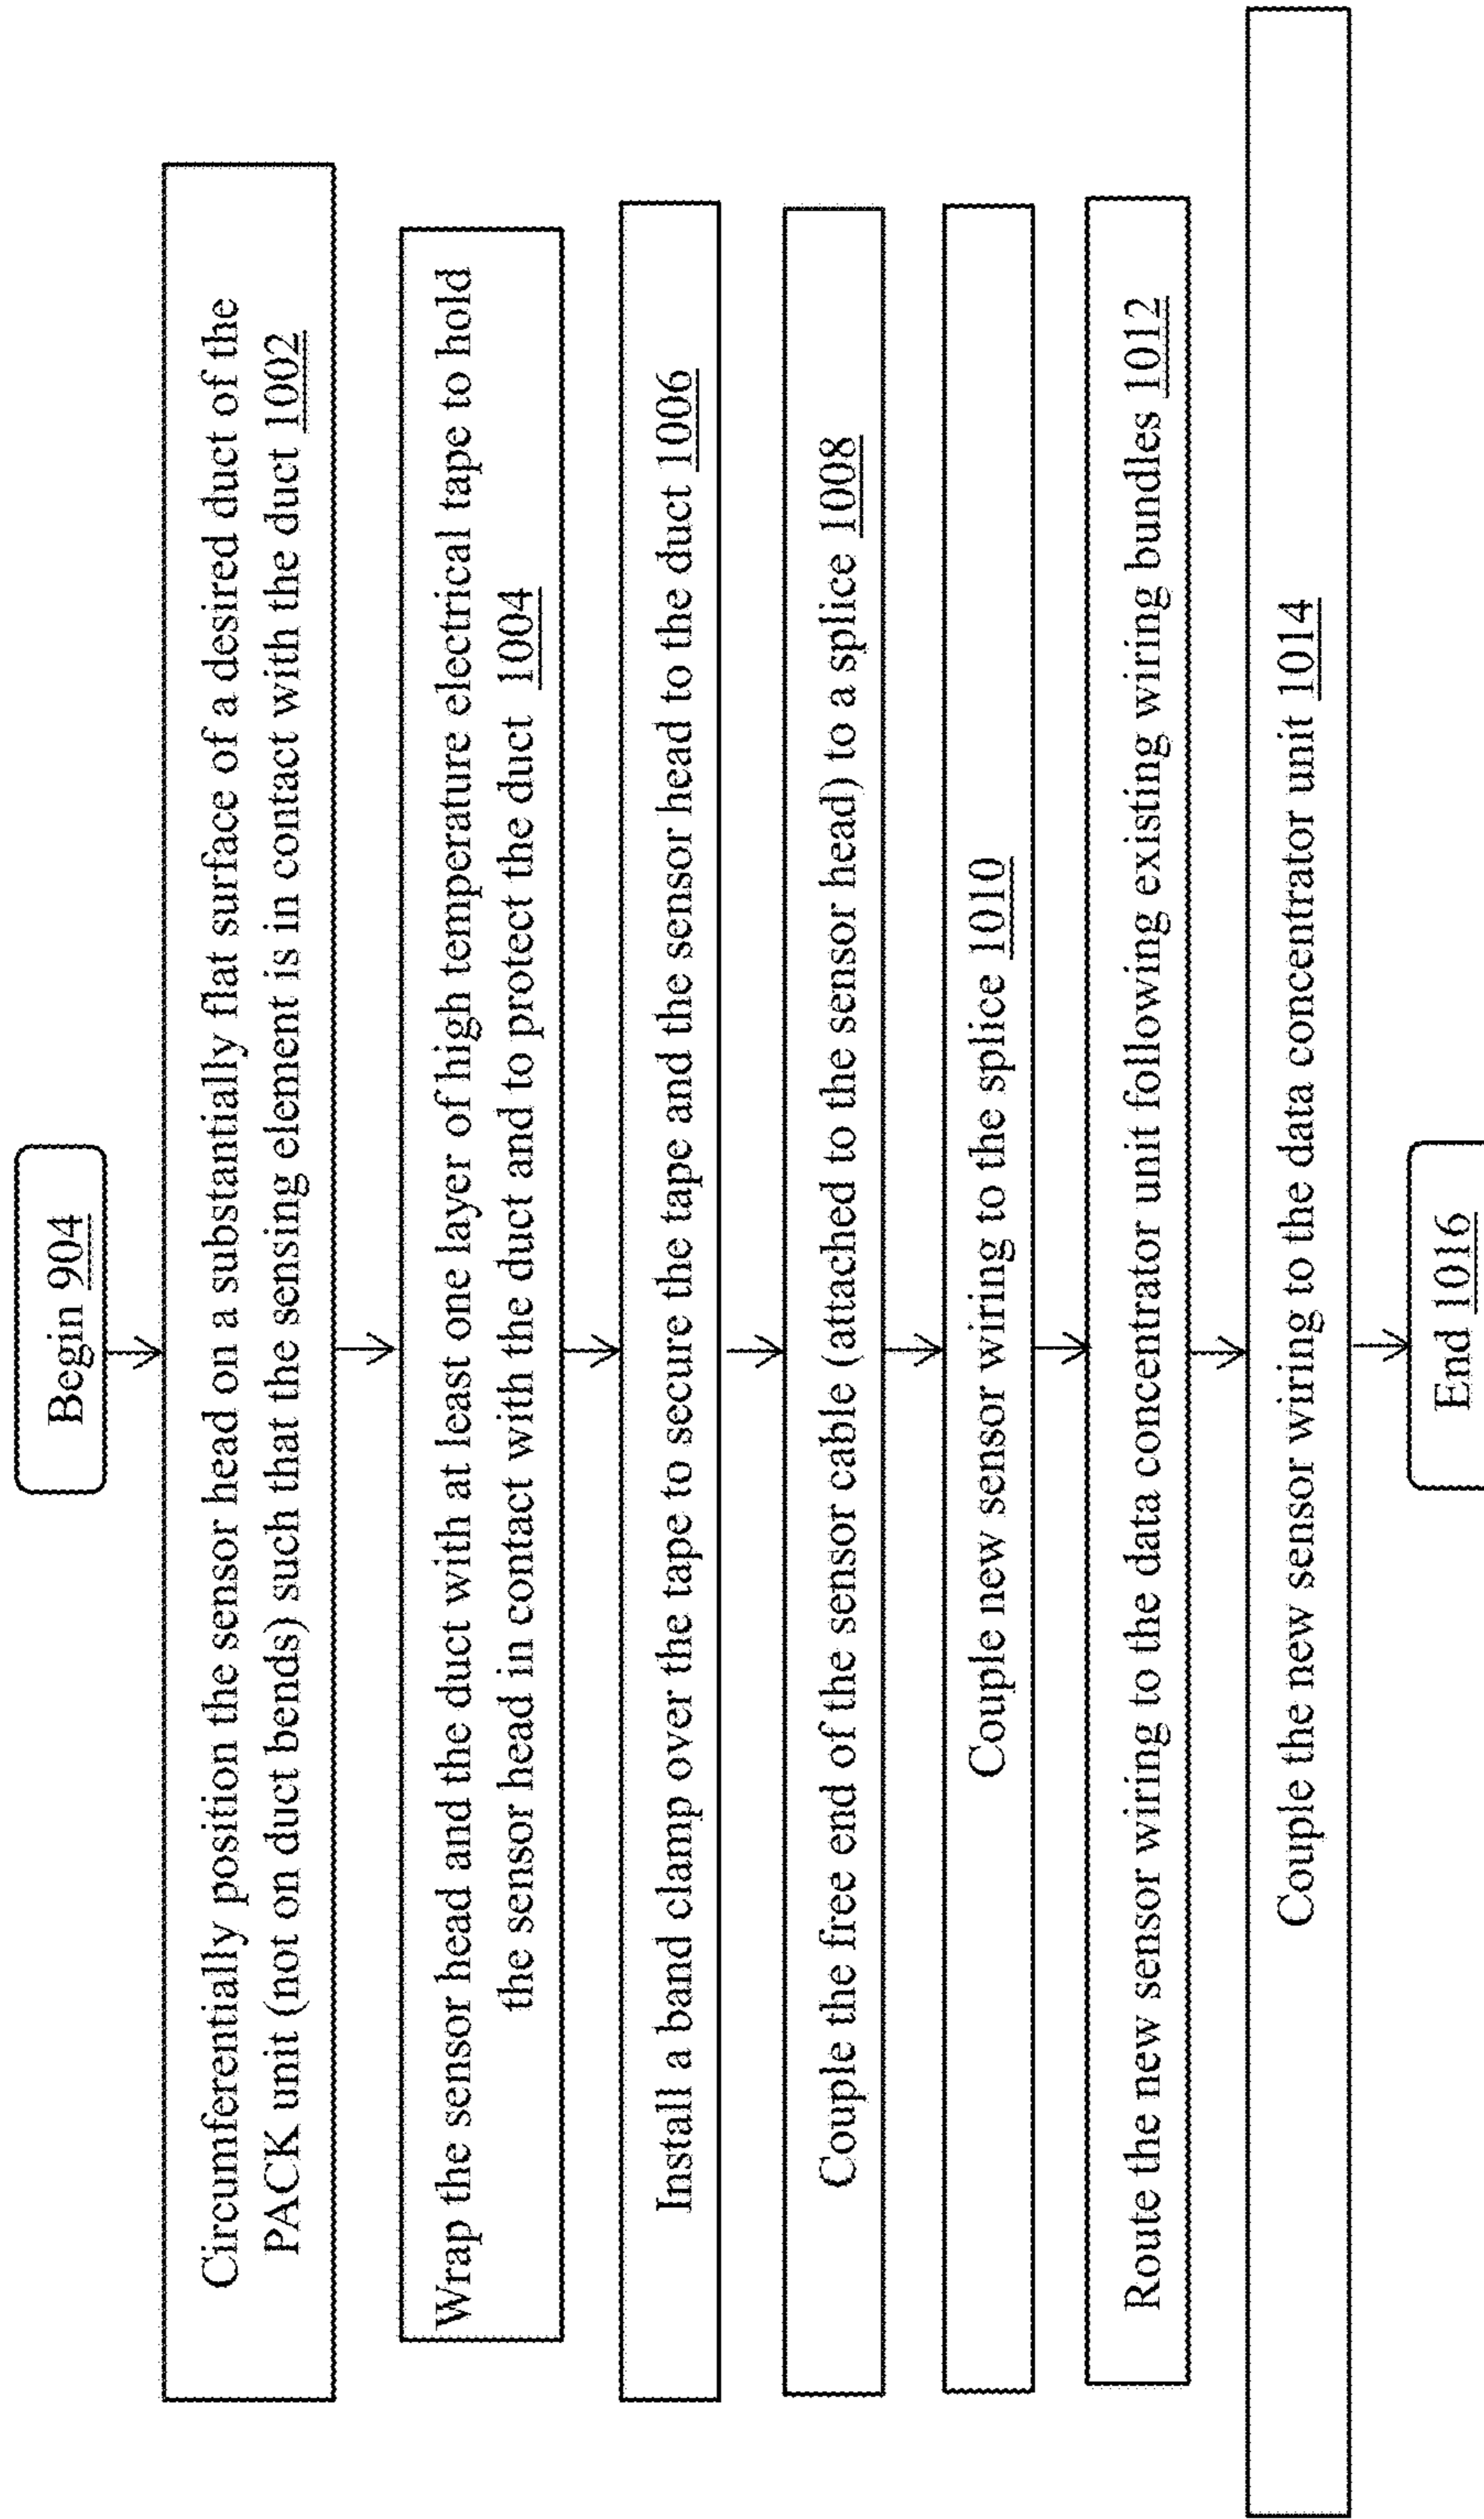 Begin 904
Circumferentially position the sensor head on a substantially flat surface of a desired duct of the
PACK unit (not on duct bends) such that the sensing element is in contact with the duct 1002
Wrap the sensor head and the duct with at least one layer of high temperature electrical tape to hold
the sensor head in contact with the duct and to protect the duct 1004
Install a band clamp over the tape to secure the tape and the sensor head to the duct 1006
Couple the free end of the sensor cable (attached to the sensor head) to a splice 1008
Couple new sensor wiring to the splice 1010
Route the new sensor wiring to the data concentrator unit following existing wiring bundles 1012
Couple the new sensor wiring to the data concentrator unit 1014
End 1016